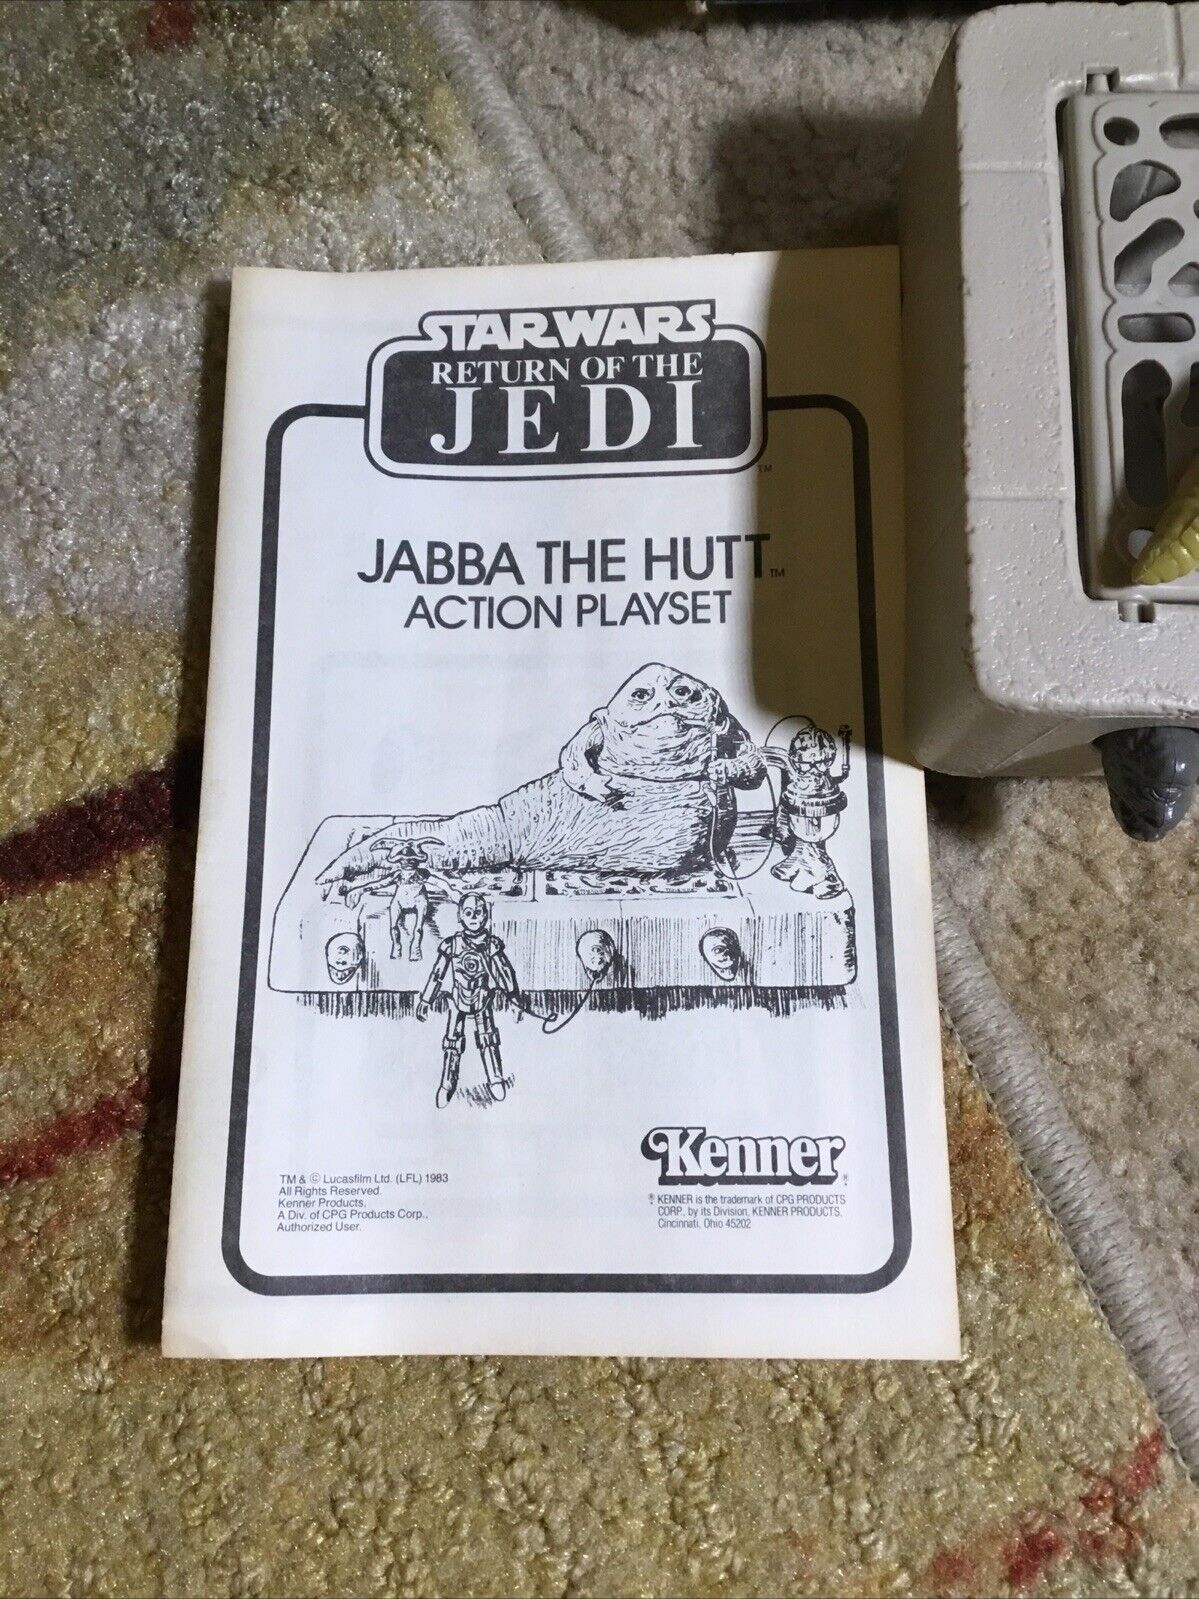 STAR WARS
RETURN OF THE
JEDI
TM
JABBA THE HUTT TM
ACTION PLAYSET
Kenner ®
TM & © Lucasfilm Ltd. (LFL) 1983
All Rights Reserved.
Kenner Products,
A Div. of CPG Products Corp.,
Authorized User.
® KENNER is the trademark of CPG PRODUCTS
CORP., by its Division, KENNER PRODUCTS,
Cincinnati, Ohio 45202